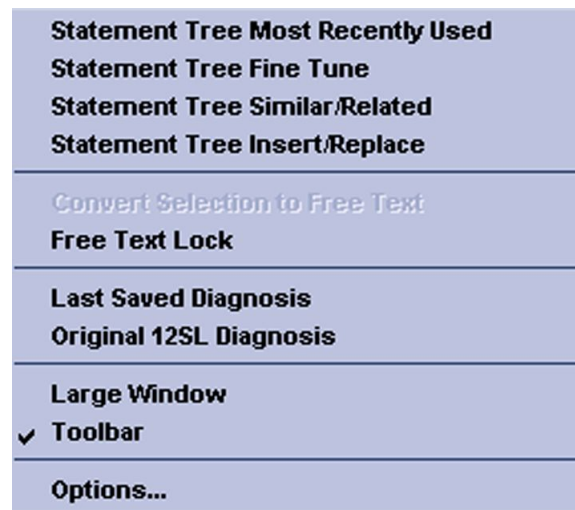 Statement Tree Most Recently Used
Statement Tree Fine Tune
Statement Tree Similar/Related
Statement Tree Insert/Replace
Convert Selection to Free Text
Free Text Lock
Last Saved Diagnosis
Original 12SL Diagnosis
Large Window
Toolbar
Options...